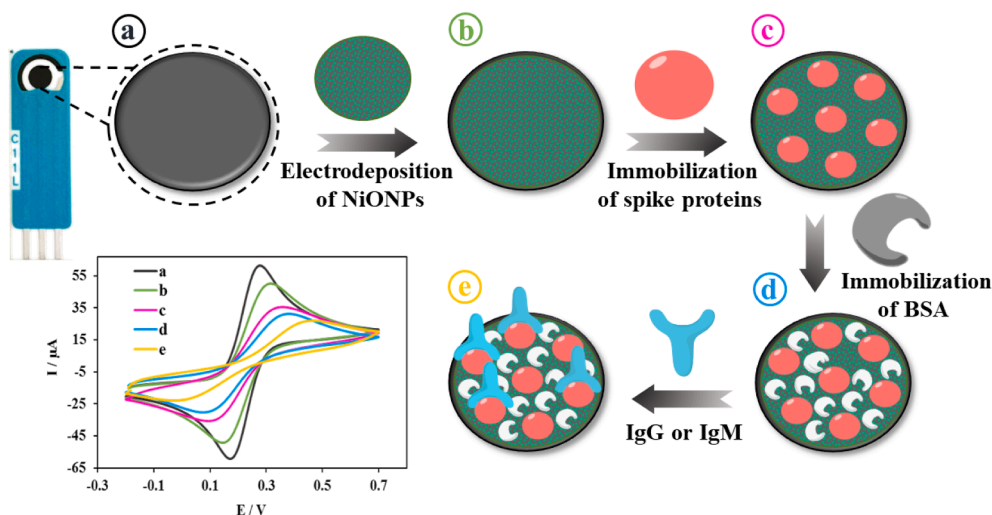 a
b
c
C11L
Electrodeposition
of NiONPs
Immobilization
of spike proteins
Immobilization
of BSA
e
d
IgG or IgM
55
35
15
-5
-25
-45
-65
I / μA
a
b
c
d
e
-0.3
-0.1
0.1
0.3
0.5
0.7
E / V